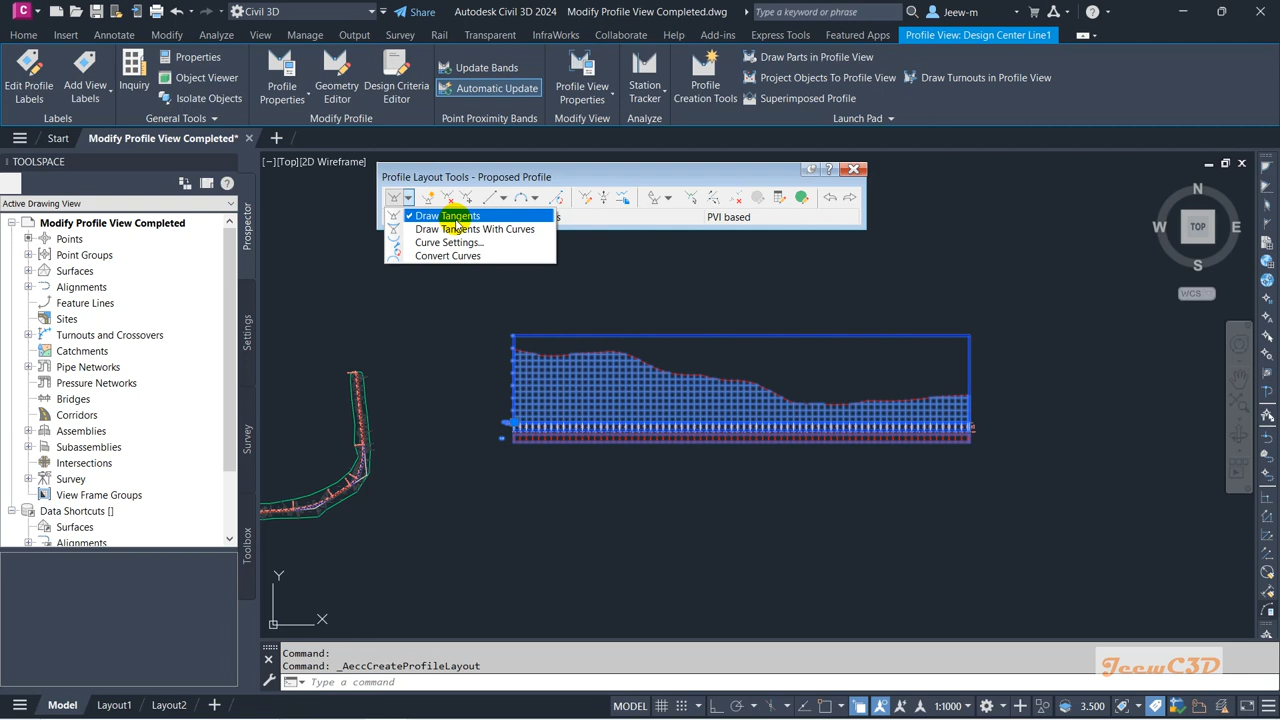 Civil 3D
Share
Autodesk Civil 3D 2024 Modify Profile View Completed.dwg
Type a keyword or phrase
Jeew-m
Home Insert Annotate Modify Analyze View Manage Output Survey Rail Transparent InfraWorks Collaborate Help Add-ins Express Tools Featured Apps Profile View: Design Center Line1
Edit Profile Labels
Add View Labels
Labels
Inquiry
Properties
Object Viewer
Isolate Objects
General Tools
Profile Properties
Geometry Editor
Design Criteria Editor
Modify Profile
Update Bands
Automatic Update
Point Proximity Bands
Profile View Properties
Modify View
Station Tracker
Analyze
Profile Creation Tools
Draw Parts in Profile View
Project Objects To Profile View
Superimposed Profile
Draw Turnouts in Profile View
Launch Pad
Start
Modify Profile View Completed*
TOOLSPACE
Active Drawing View
Modify Profile View Completed
Points
Point Groups
Surfaces
Alignments
Feature Lines
Sites
Turnouts and Crossovers
Catchments
Pipe Networks
Pressure Networks
Corridors
Assemblies
Subassemblies
Intersections
Survey
View Frame Groups
Data Shortcuts []
Surfaces
Alignments
Prospector
Settings
Survey
Toolbox
[−][Top][2D Wireframe]
Profile Layout Tools - Proposed Profile
PVI based
Draw Tangents
Draw Tangents With Curves
Curve Settings...
Convert Curves
N
W TOP E
S
WCS
Y
X
Command:
Command: _AeccCreateProfileLayout
Type a command
JeewC3D
Model Layout1 Layout2
MODEL
1:1000
3.500